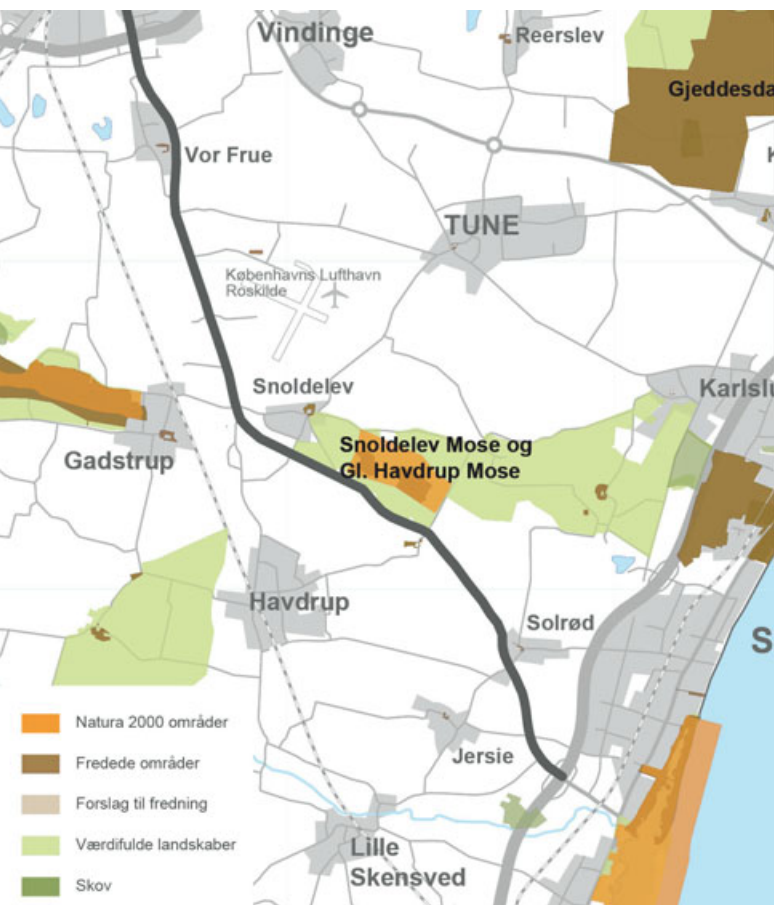 Vindinge
Reerslev
Gjeddesda
K
Vor Frue
TUNE
Københavns Lufthavn
Roskilde
Snoldelev
Karlslu
Snoldelev Mose og
Gl. Havdrup Mose
Gadstrup
Havdrup
Solrød
S
Jersie
Lille
Skensved
Natura 2000 områder
Fredede områder
Forslag til fredning
Værdifulde landskaber
Skov